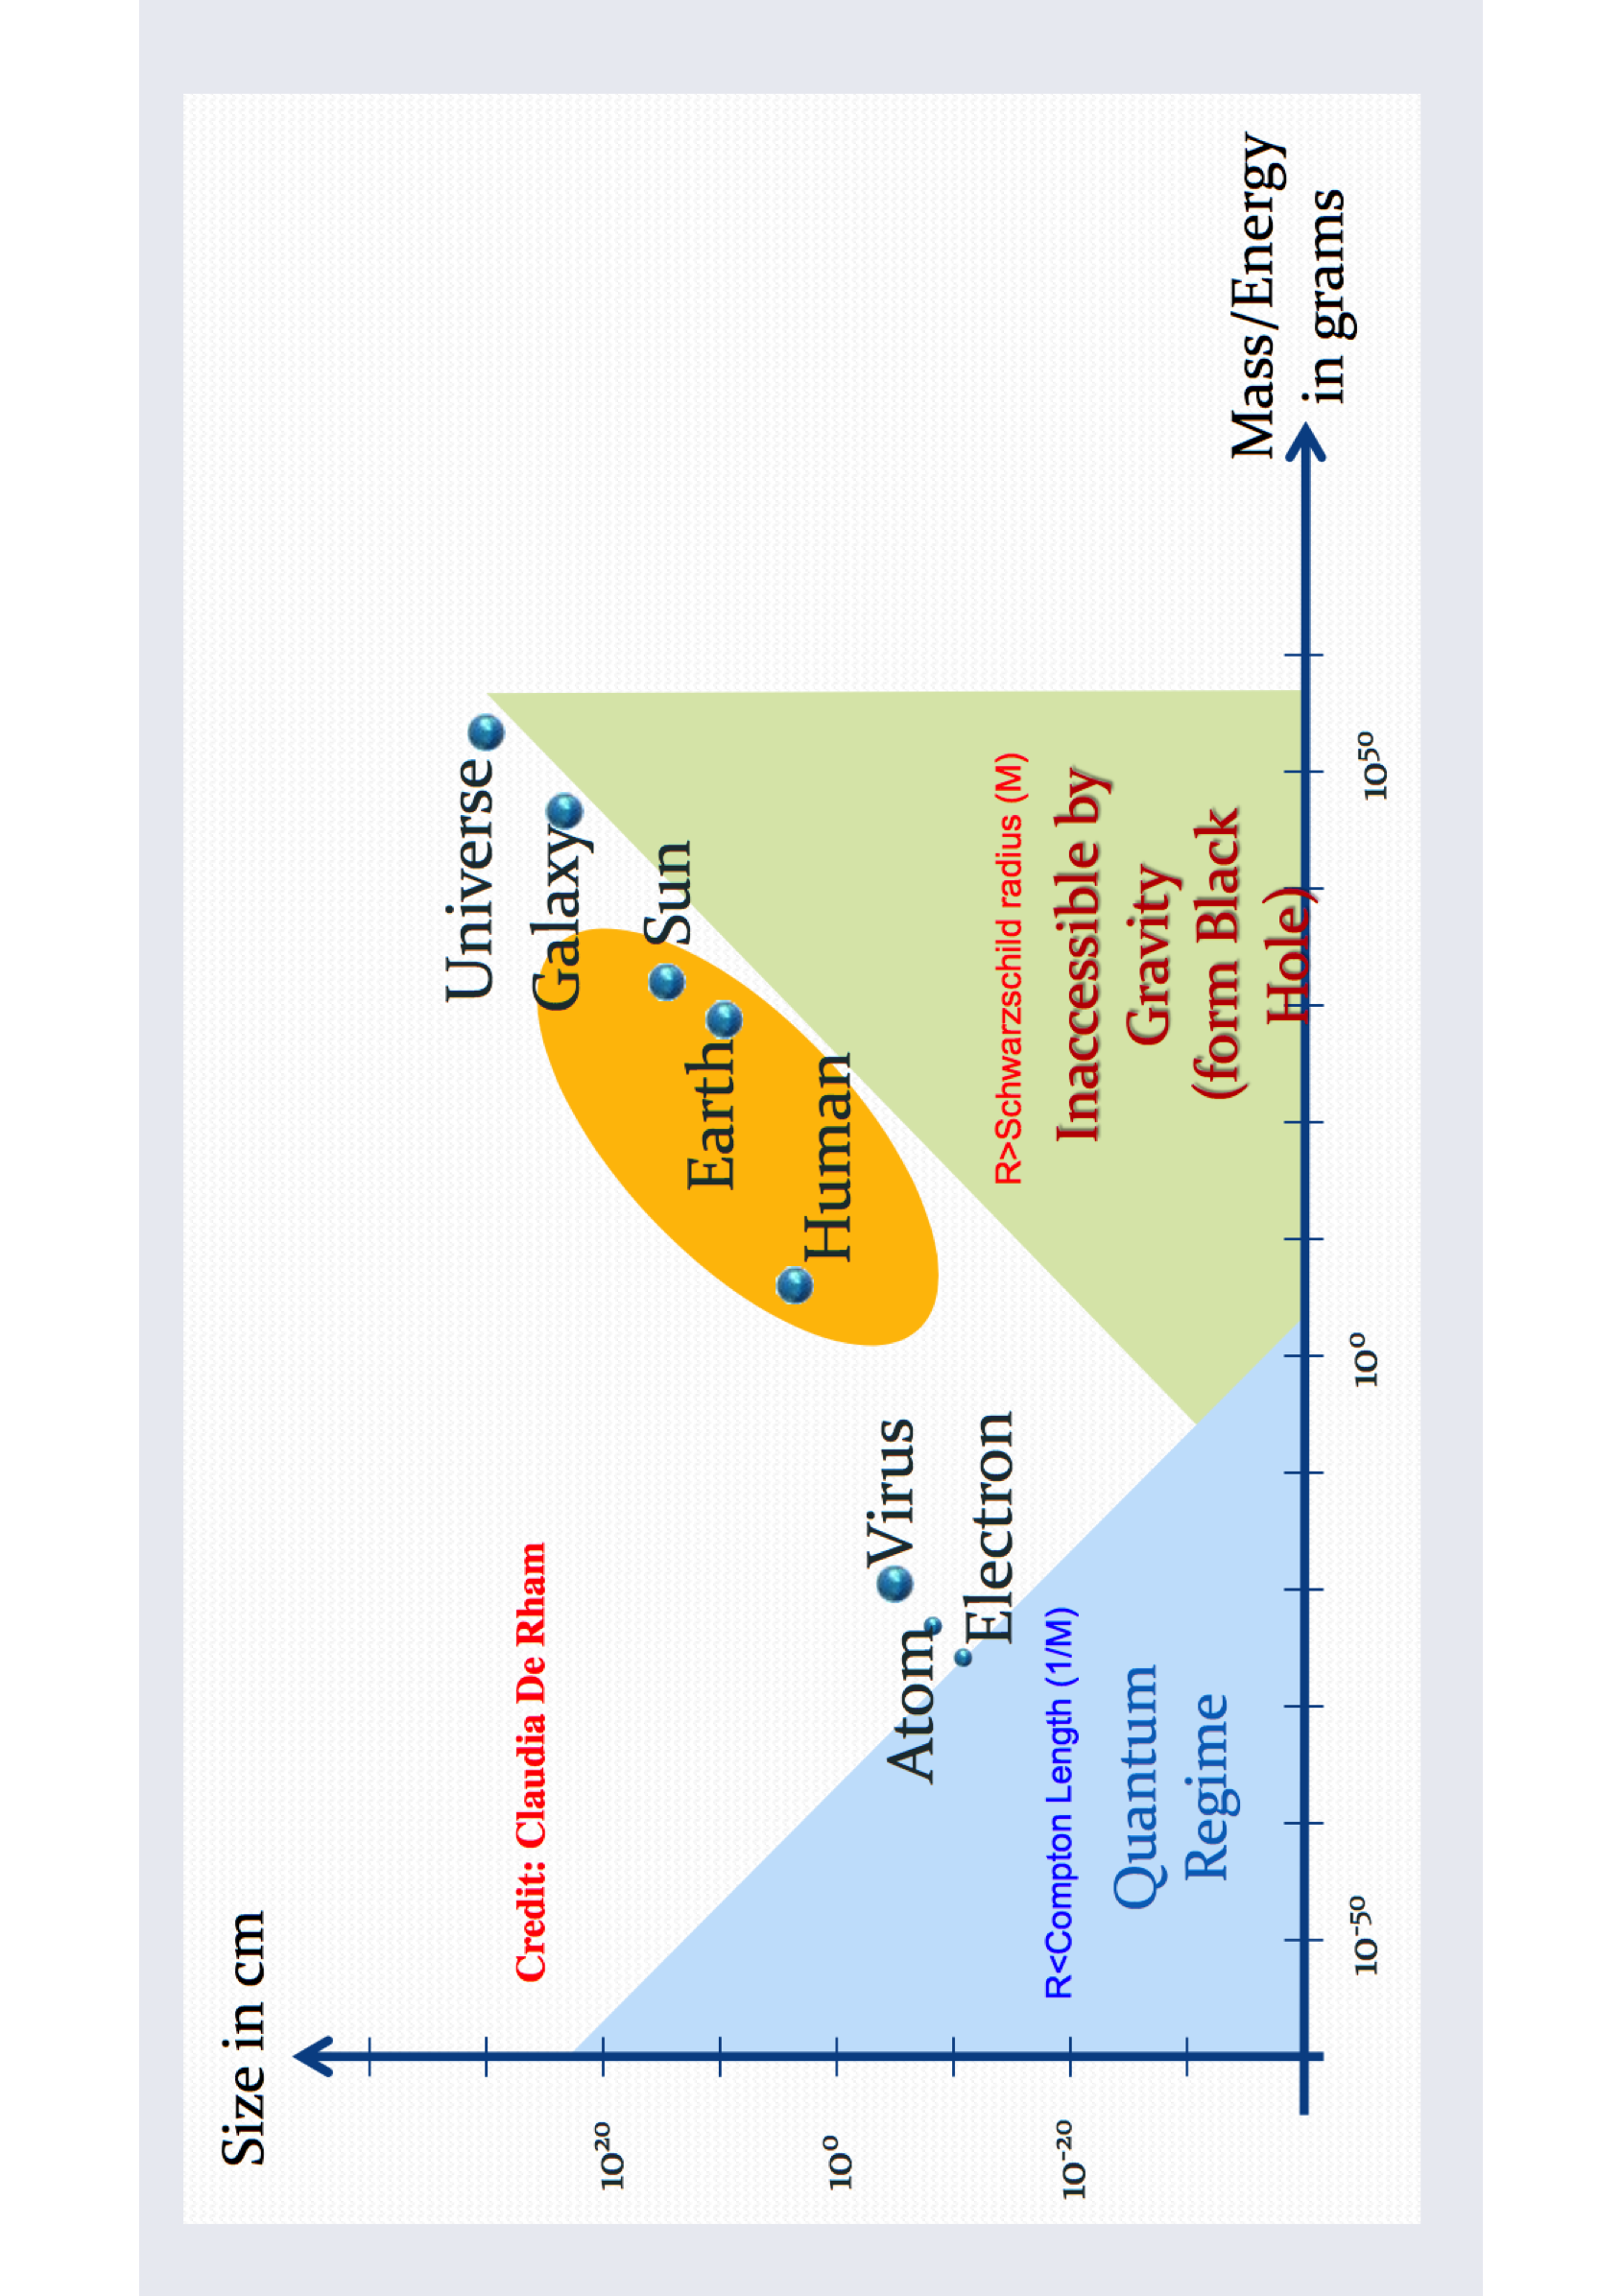 Size in cm
Credit: Claudia De Rham
Universe
Galaxy
Sun
Earth
Human
Virus
Atom
Electron
R<Compton Length (1/M)
Quantum
Regime
R>Schwarzschild radius (M)
Inaccessible by
Gravity
(form Black
Hole)
Mass/Energy
in grams
10²⁰
10⁰
10⁻²⁰
10⁻⁵⁰
10⁰
10⁵⁰